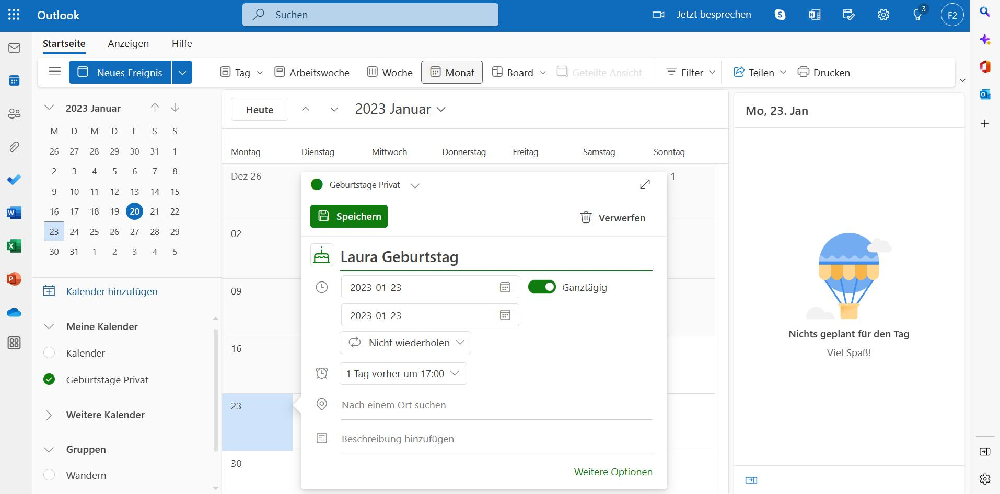 Outlook
Suchen
Jetzt besprechen
3
F2
Startseite Anzeigen Hilfe
Neues Ereignis
Tag Arbeitswoche Woche Monat Board Geteilte Ansicht Filter Teilen Drucken
2023 Januar
M D M D F S S
26 27 28 29 30 31 1
2 3 4 5 6 7 8
9 10 11 12 13 14 15
16 17 18 19 20 21 22
23 24 25 26 27 28 29
30 31 1 2 3 4 5
Kalender hinzufügen
Meine Kalender
Kalender
Geburtstage Privat
Weitere Kalender
Gruppen
Wandern
Heute
2023 Januar
Montag Dienstag Mittwoch Donnerstag Freitag Samstag Sonntag
Dez 26
1
02
09
16
23
30
Geburtstage Privat
Speichern
Verwerfen
Laura Geburtstag
2023-01-23
Ganztägig
2023-01-23
Nicht wiederholen
1 Tag vorher um 17:00
Nach einem Ort suchen
Beschreibung hinzufügen
Weitere Optionen
Mo, 23. Jan
Nichts geplant für den Tag
Viel Spaß!